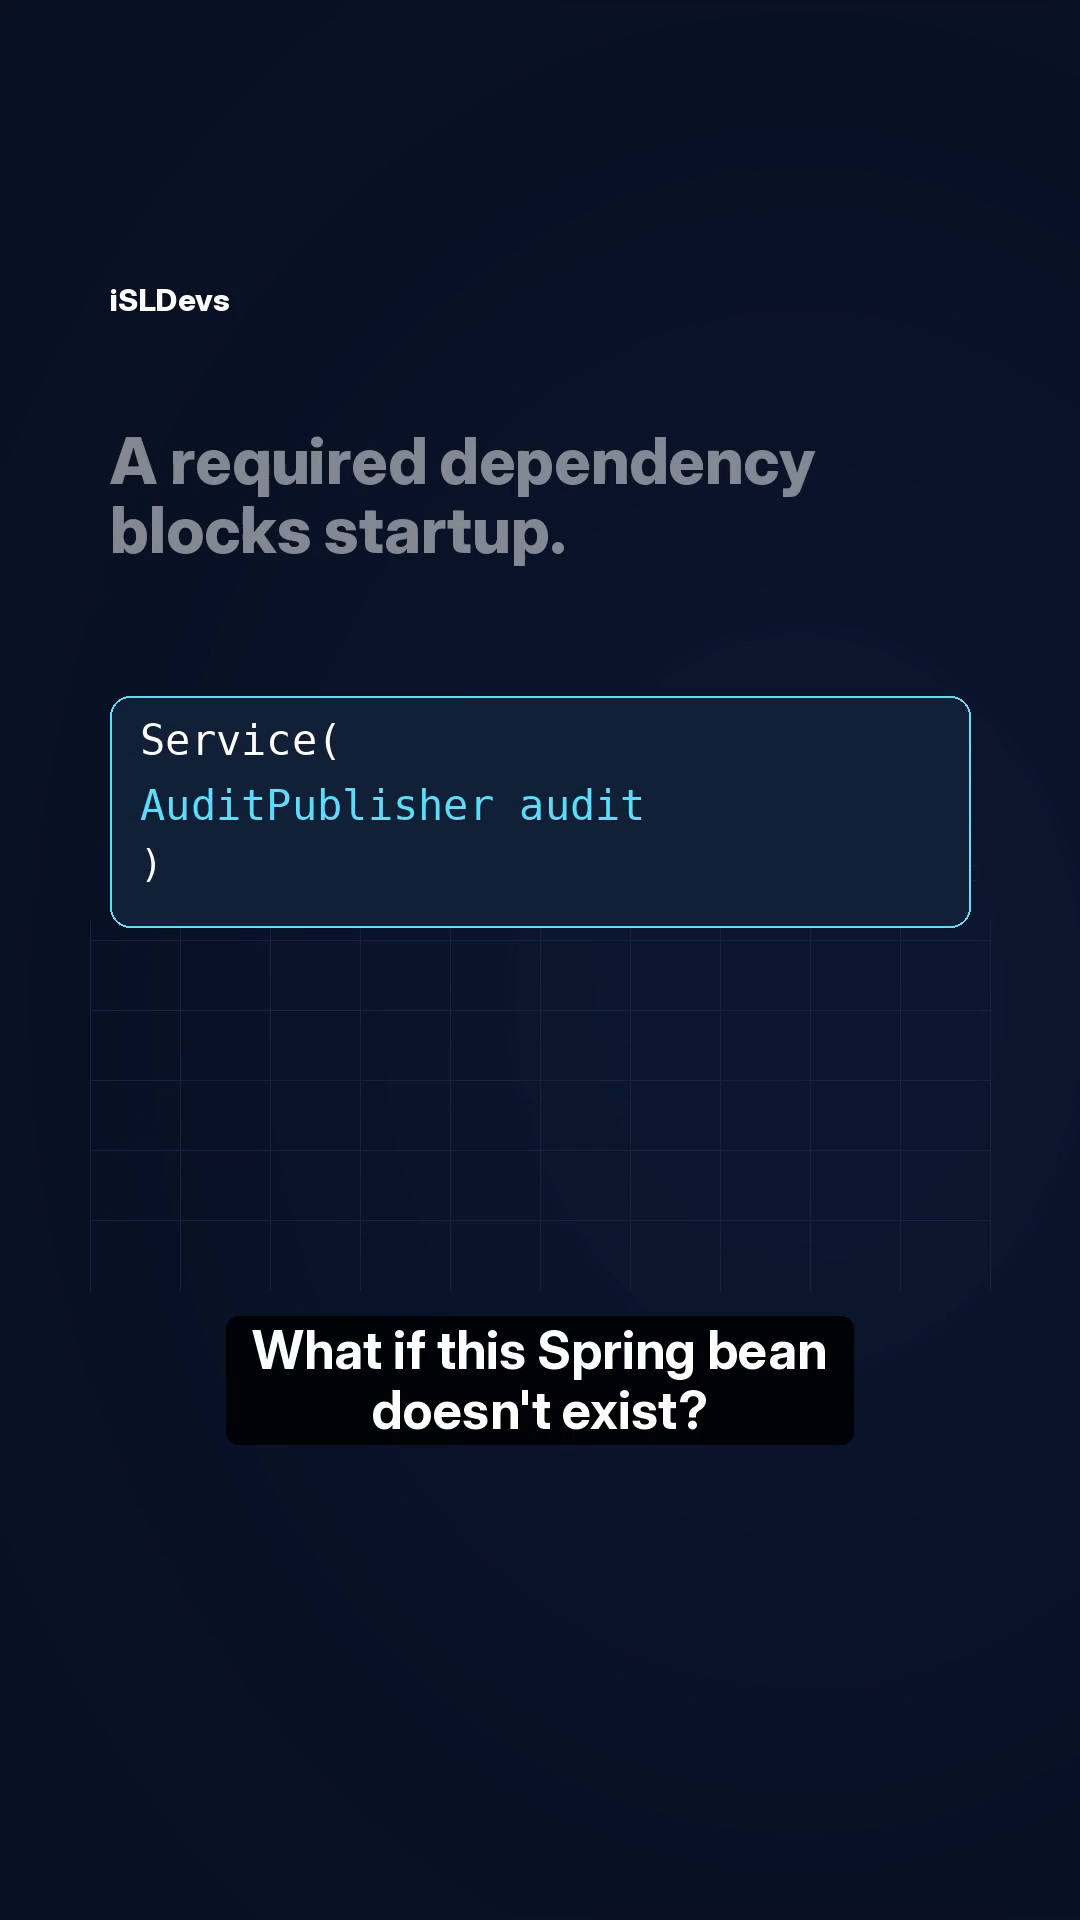 iSLDevs
A required dependency
blocks startup.
Service(
AuditPublisher audit
)
What if this Spring bean
doesn't exist?